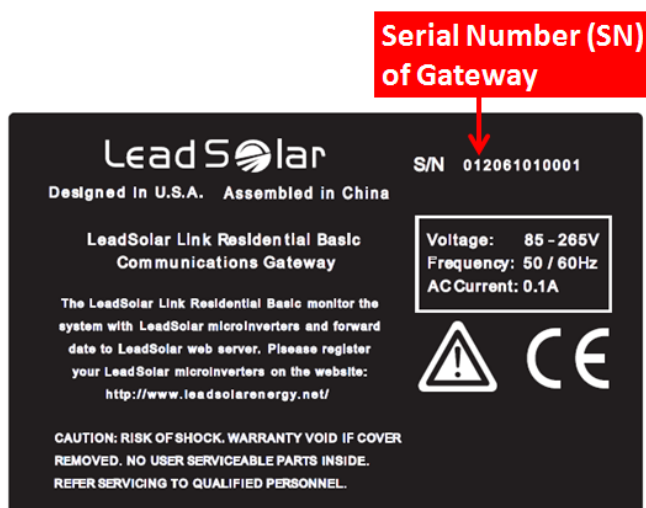 Serial Number (SN)
of Gateway
LeadSolar
S/N 012061010001
Designed in U.S.A. Assembled in China
LeadSolar Link Residential Basic
Communications Gateway
Voltage: 85-265V
Frequency: 50 / 60Hz
AC Current: 0.1A
The LeadSolar Link Residential Basic monitor the
system with LeadSolar microinverters and forward
date to LeadSolar web server. Plsease register
your LeadSolar microinverters on the website:
http://www.leadsolarenergy.net/
CE
CAUTION: RISK OF SHOCK. WARRANTY VOID IF COVER
REMOVED. NO USER SERVICEABLE PARTS INSIDE.
REFER SERVICING TO QUALIFIED PERSONNEL.